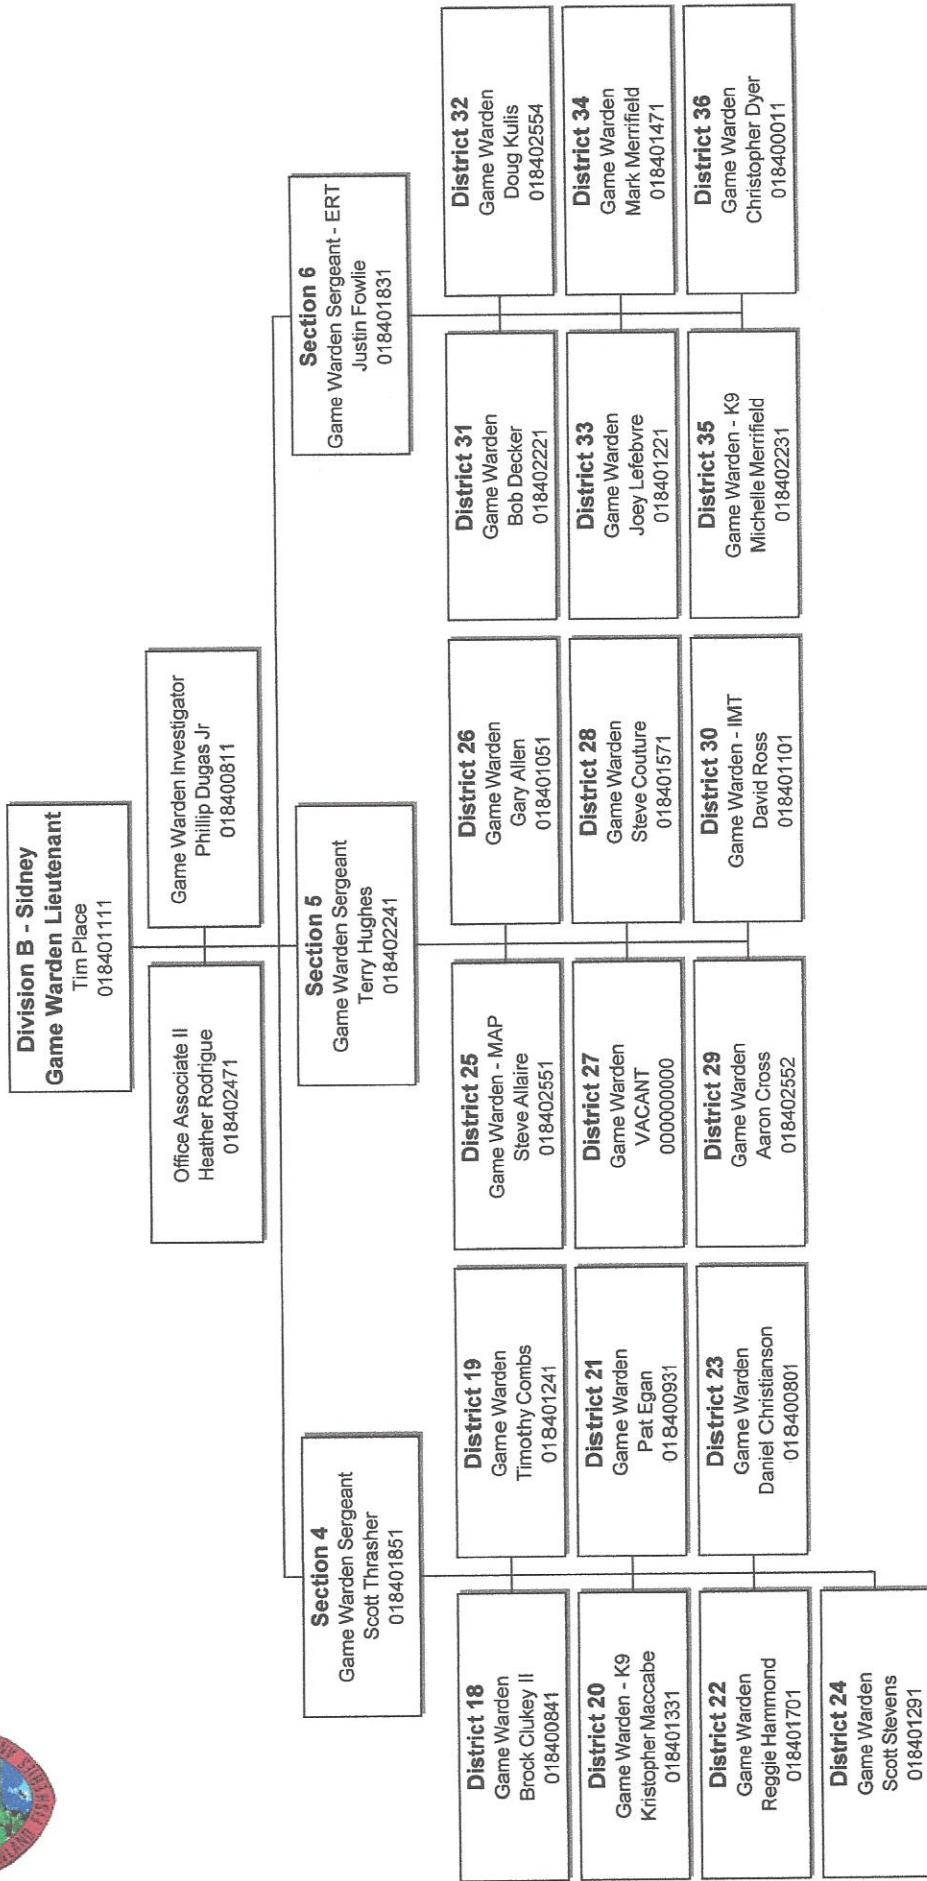 Division B - Sidney
Game Warden Lieutenant
Tim Place
018401111
Office Associate II
Heather Rodrigue
018402471
Game Warden Investigator
Phillip Dugas Jr
018400811
Section 4
Game Warden Sergeant
Scott Thrasher
018401851
Section 5
Game Warden Sergeant
Terry Hughes
018402241
Section 6
Game Warden Sergeant - ERT
Justin Fowlie
018401831
District 18
Game Warden
Brock Clukey II
018400841
District 19
Game Warden
Timothy Combs
018401241
District 20
Game Warden - K9
Kristopher Maccabe
018401331
District 21
Game Warden
Pat Egan
018400931
District 22
Game Warden
Reggie Hammond
018401701
District 23
Game Warden
Daniel Christianson
018400801
District 24
Game Warden
Scott Stevens
018401291
District 25
Game Warden - MAP
Steve Allaire
018402551
District 26
Game Warden
Gary Allen
018401051
District 27
Game Warden
VACANT
000000000
District 28
Game Warden
Steve Couture
018401571
District 29
Game Warden
Aaron Cross
018402552
District 30
Game Warden - IMT
David Ross
018401101
District 31
Game Warden
Bob Decker
018402221
District 32
Game Warden
Doug Kulis
018402554
District 33
Game Warden
Joey Lefebvre
018401221
District 34
Game Warden
Mark Merrifield
018401471
District 35
Game Warden - K9
Michelle Merrifield
018402231
District 36
Game Warden
Christopher Dyer
018400011